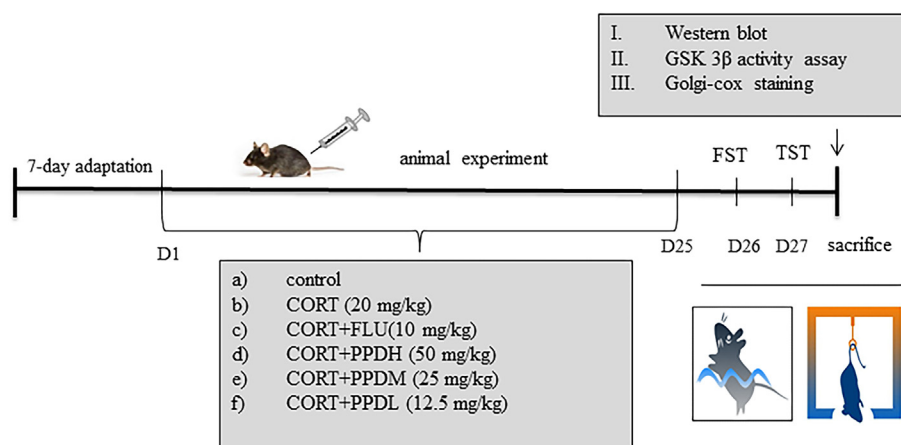 I. Western blot
II. GSK 3β activity assay
III. Golgi-cox staining
7-day adaptation
animal experiment
FST
TST
D1
D25
D26
D27
sacrifice
a) control
b) CORT (20 mg/kg)
c) CORT+FLU(10 mg/kg)
d) CORT+PPDH (50 mg/kg)
e) CORT+PPDM (25 mg/kg)
f) CORT+PPDL (12.5 mg/kg)